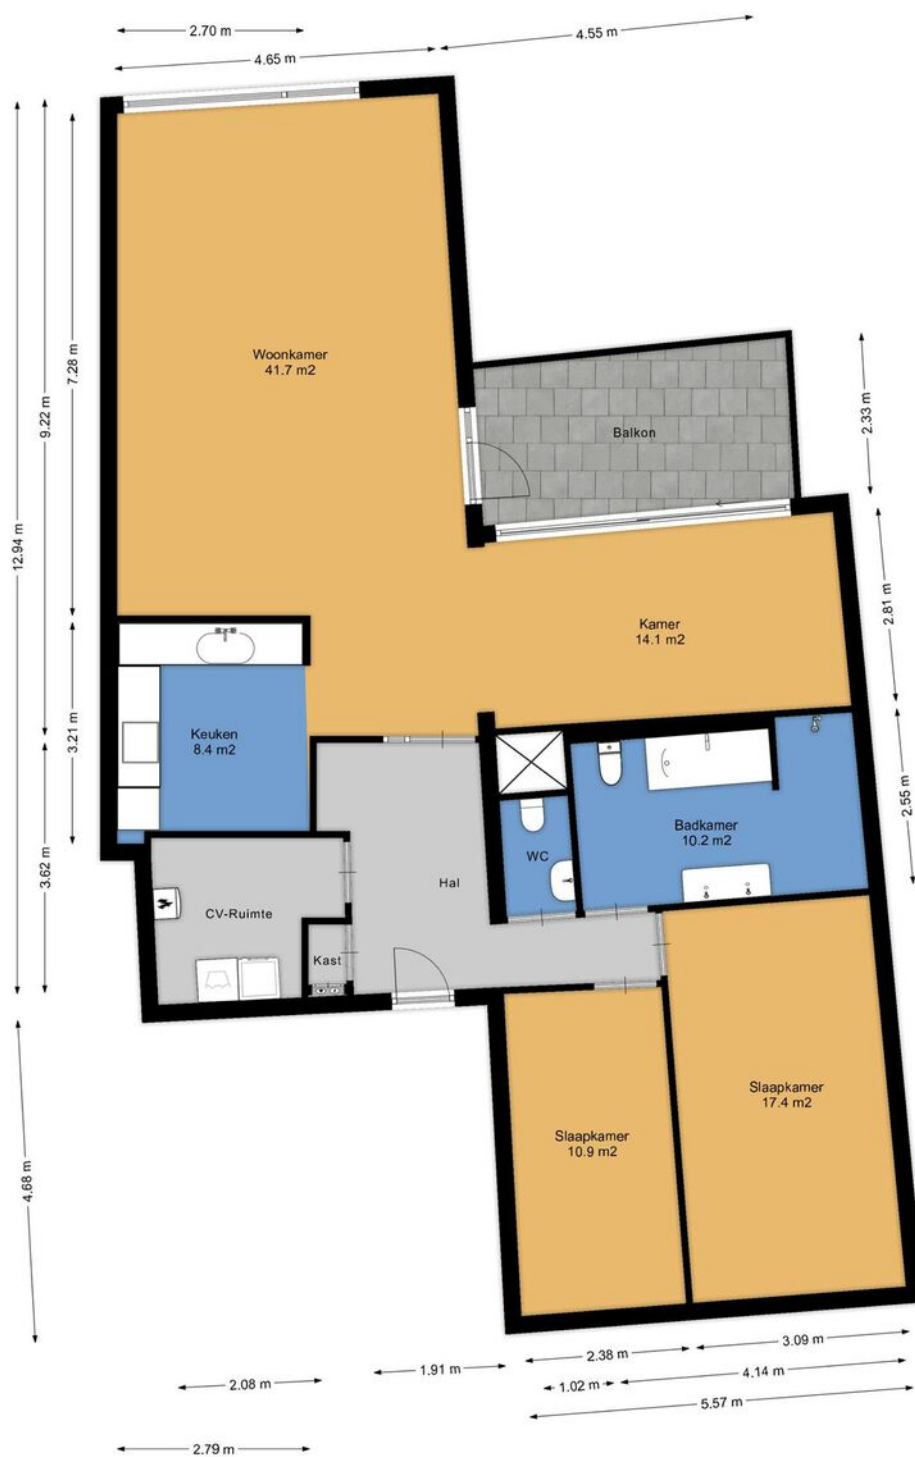 2.70 m
4.55 m
4.65 m
12.94 m
9.22 m
7.28 m
Woonkamer
41.7 m2
Balkon
2.33 m
Kamer
14.1 m2
2.81 m
Keuken
8.4 m2
3.21 m
3.62 m
Badkamer
10.2 m2
2.55 m
WC
Hal
CV-Ruimte
Kast
Slaapkamer
17.4 m2
Slaapkamer
10.9 m2
4.68 m
3.09 m
2.38 m
4.14 m
1.91 m
2.08 m
1.02 m
5.57 m
2.79 m